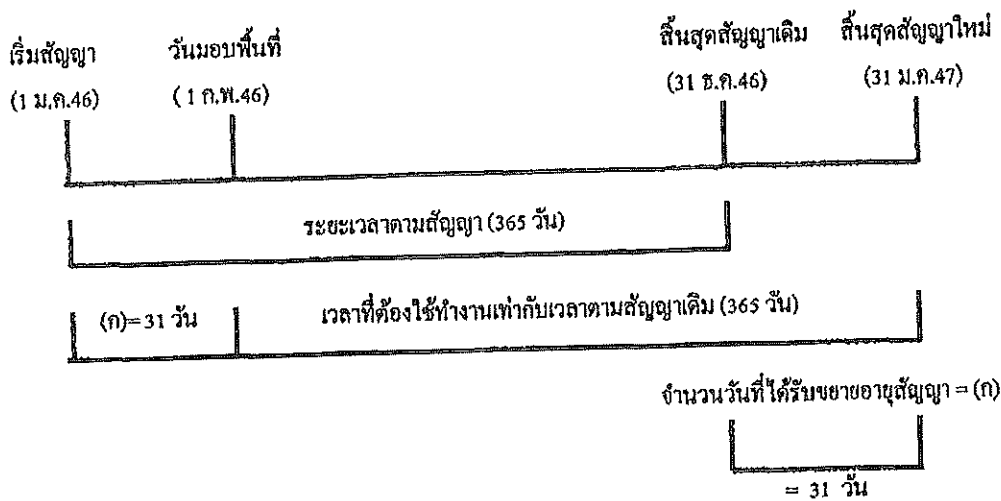 เริ่มสัญญา วันมอบพื้นที่ สิ้นสุดสัญญาเดิม สิ้นสุดสัญญาใหม่
(1 ม.ค.46) ( 1 ก.พ.46) (31 ธ.ค.46) (31 ม.ค.47)
ระยะเวลาตามสัญญา (365 วัน)
(ก)= 31 วัน เวลาที่ต้องใช้ทำงานเท่ากับเวลาตามสัญญาเดิม (365 วัน)
จำนวนวันที่ได้รับขยายอายุสัญญา = (ก)
= 31 วัน